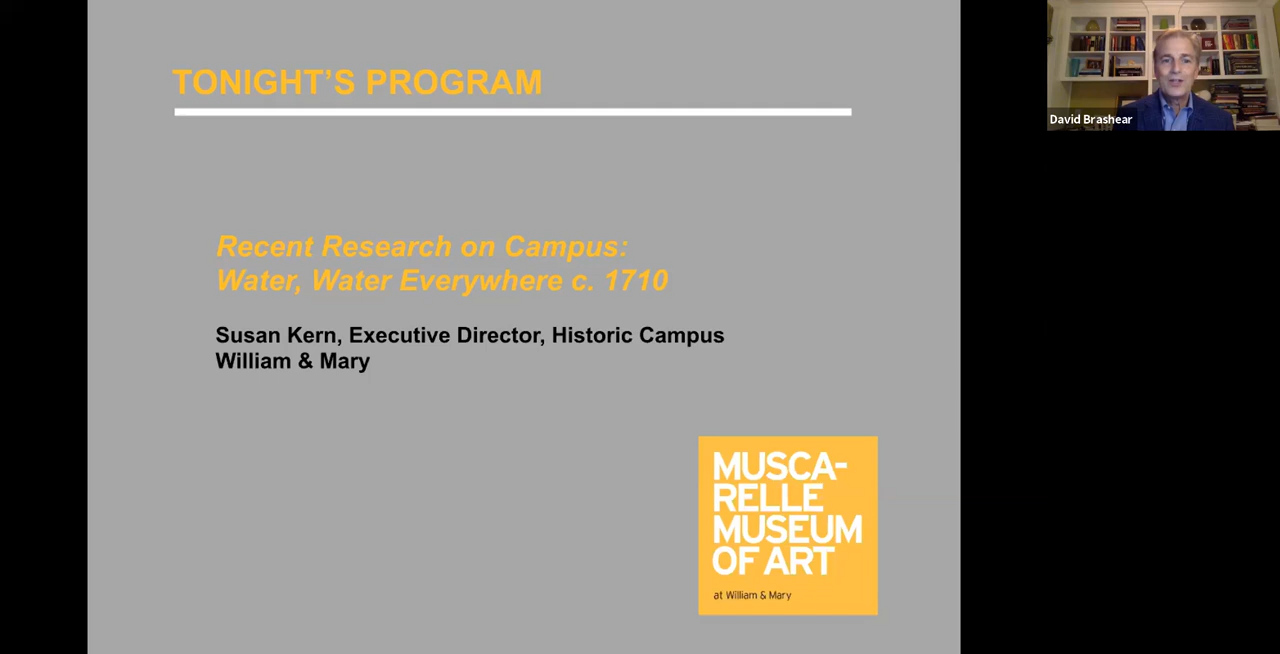 TONIGHT'S PROGRAM
Recent Research on Campus:
Water, Water Everywhere c. 1710
Susan Kern, Executive Director, Historic Campus
William & Mary
MUSCA-
RELLE
MUSEUM
OF ART
at William & Mary
David Brashear